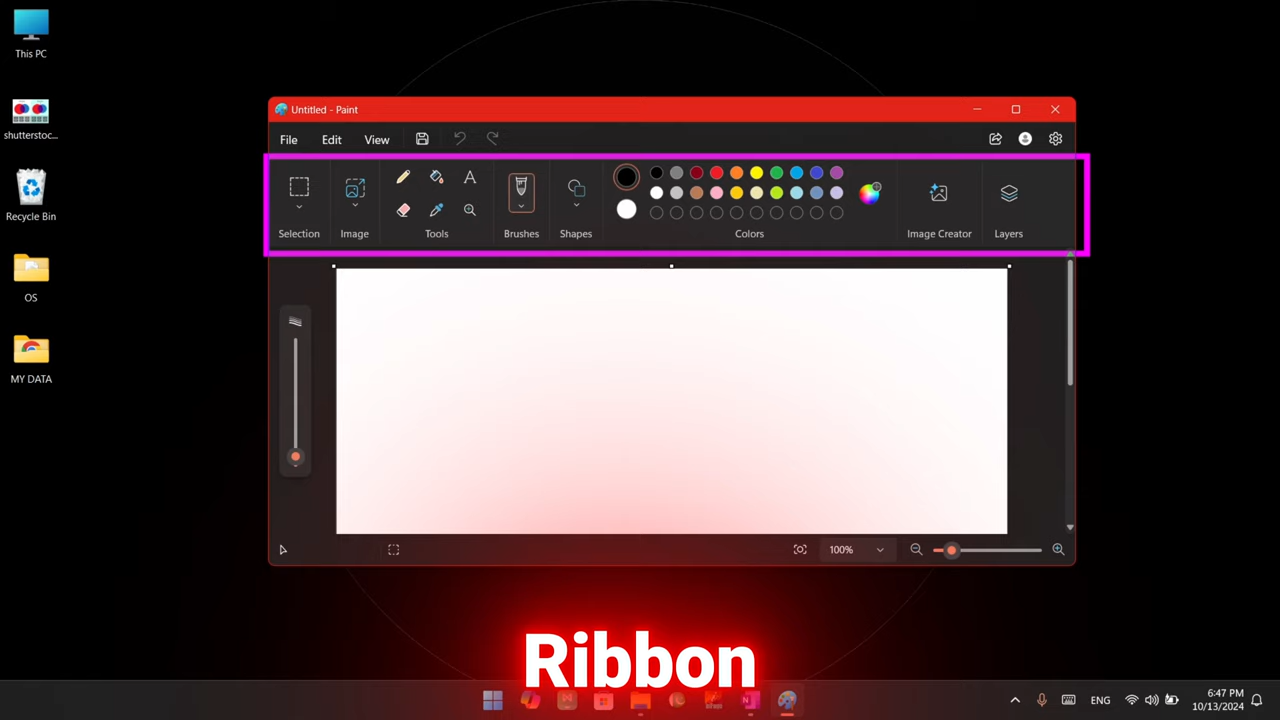 This PC
shutterstoc...
Recycle Bin
OS
MY DATA
Untitled - Paint
File Edit View
Selection Image Tools Brushes Shapes Colors Image Creator Layers
100%
Ribbon
ENG
6:47 PM
10/13/2024